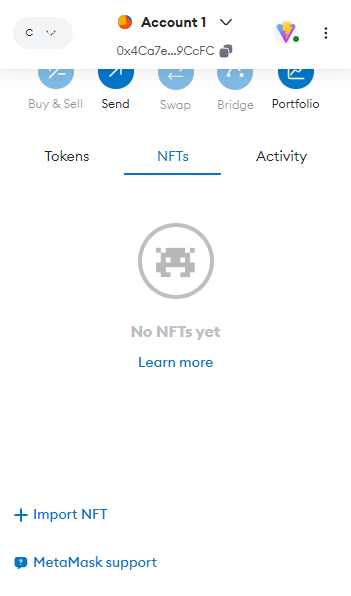 C
Account 1
0x4Ca7e...9CcFC
Buy & Sell
Send
Swap
Bridge
Portfolio
Tokens
NFTs
Activity
No NFTs yet
Learn more
Import NFT
MetaMask support